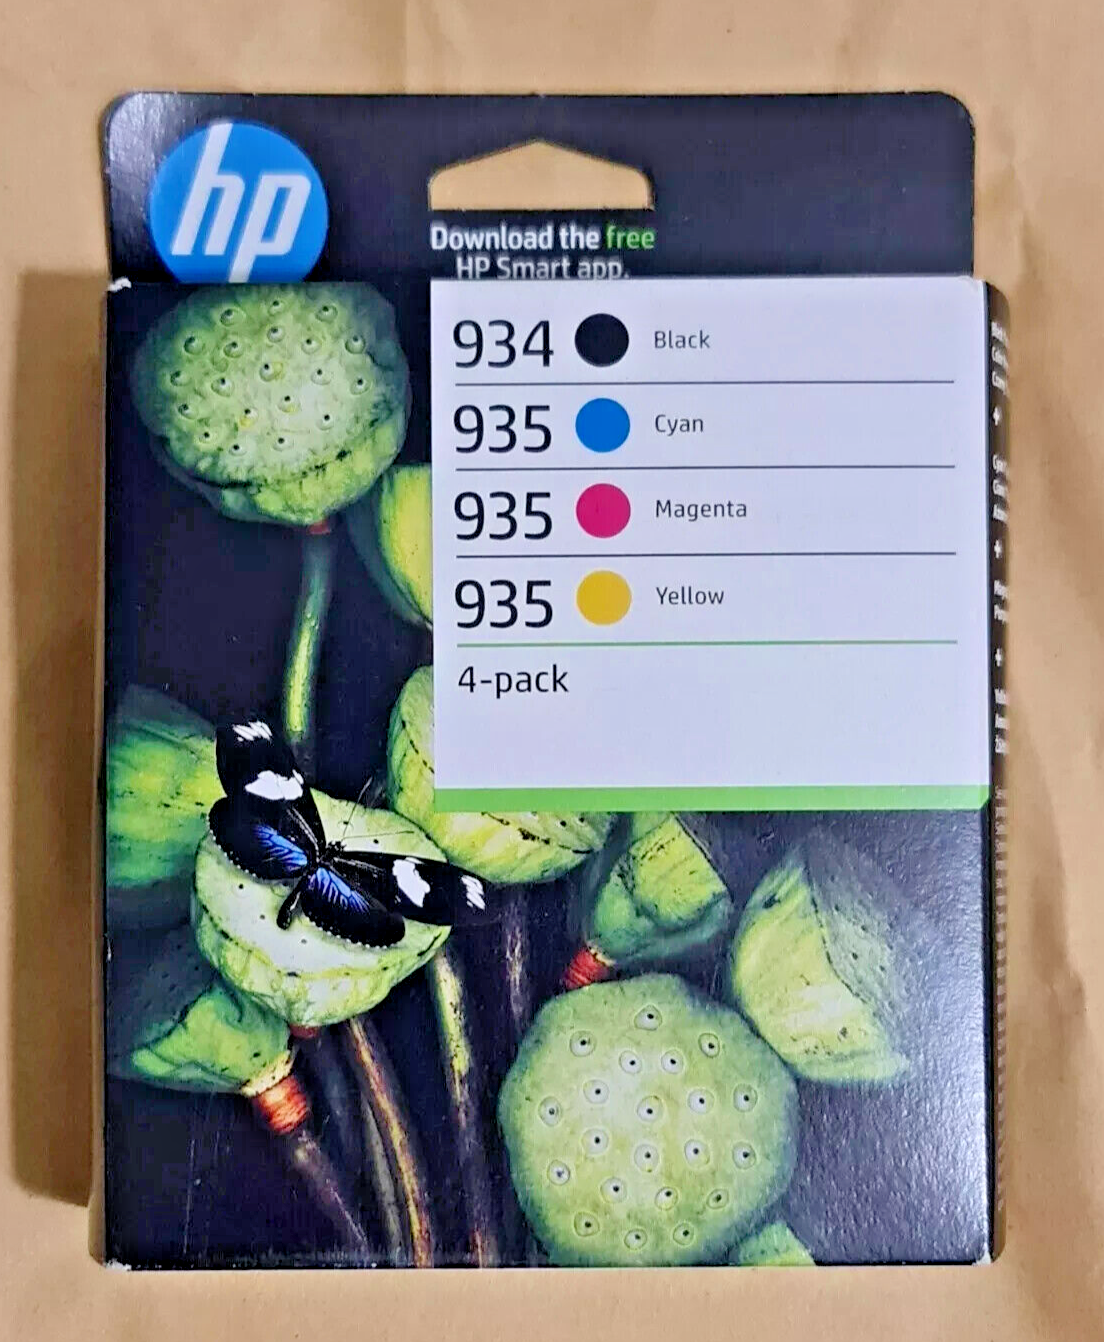 hp
Download the free
HP Smart app.
934 Black
935 Cyan
935 Magenta
935 Yellow
4-pack